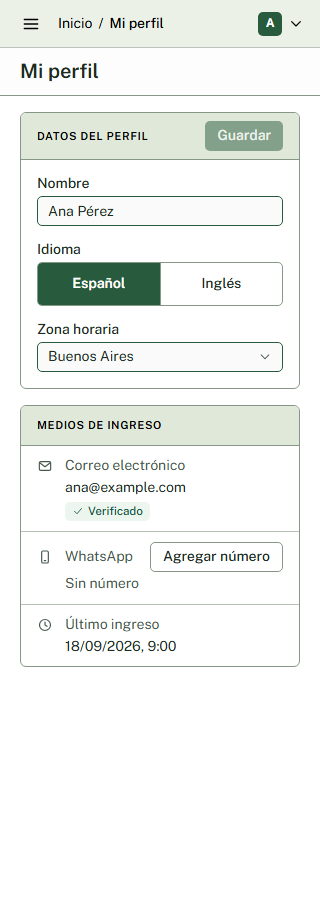 Inicio / Mi perfil
A
Mi perfil
DATOS DEL PERFIL
Guardar
Nombre
Ana Pérez
Idioma
Español
Inglés
Zona horaria
Buenos Aires
MEDIOS DE INGRESO
Correo electrónico
ana@example.com
Verificado
WhatsApp
Agregar número
Sin número
Último ingreso
18/09/2026, 9:00